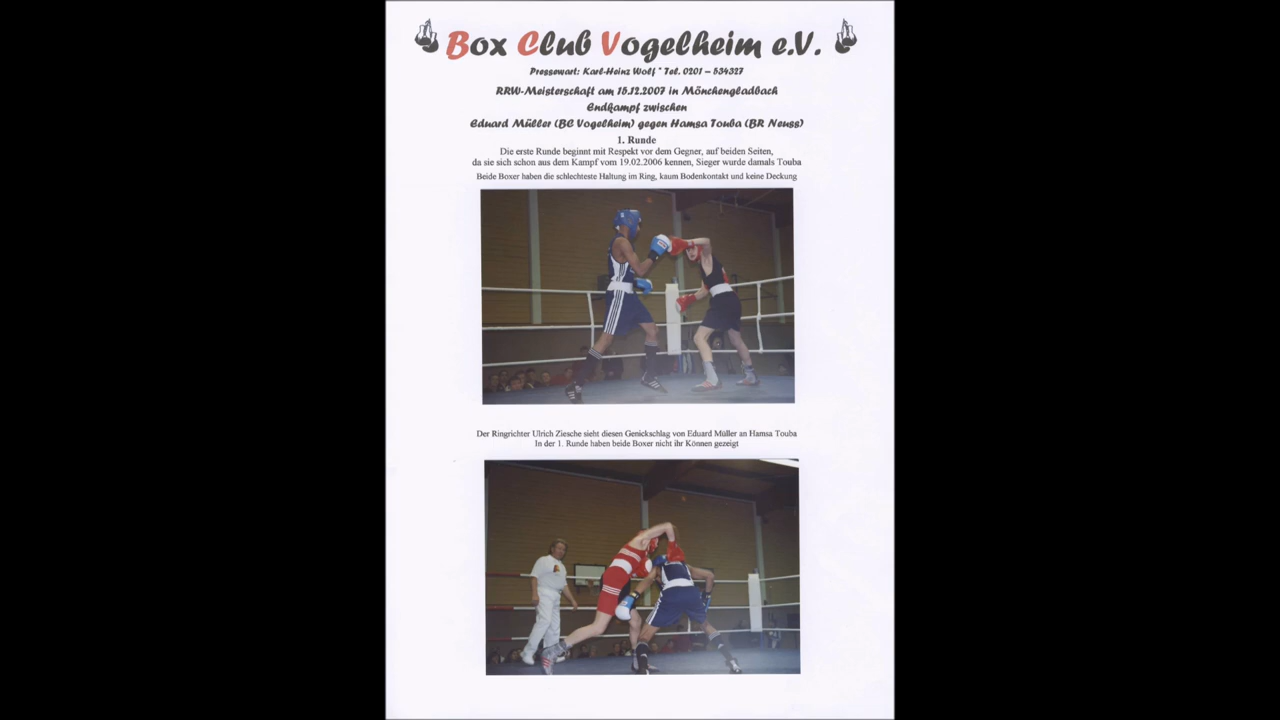 Box Club Vogelheim e.V.
Pressewart: Karl-Heinz Wolf * Tel. 0201 – 534327
RRW-Meisterschaft am 15.12.2007 in Mönchengladbach
Endkampf zwischen
Eduard Müller (BC Vogelheim) gegen Hamsa Touba (BR Neuss)
1. Runde
Die erste Runde beginnt mit Respekt vor dem Gegner, auf beiden Seiten,
da sie sich schon aus dem Kampf vom 19.02.2006 kennen, Sieger wurde damals Touba
Beide Boxer haben die schlechteste Haltung im Ring, kaum Bodenkontakt und keine Deckung
Der Ringrichter Ulrich Ziesche sieht diesen Genickschlag von Eduard Müller an Hamsa Touba
In der 1. Runde haben beide Boxer nicht ihr Können gezeigt